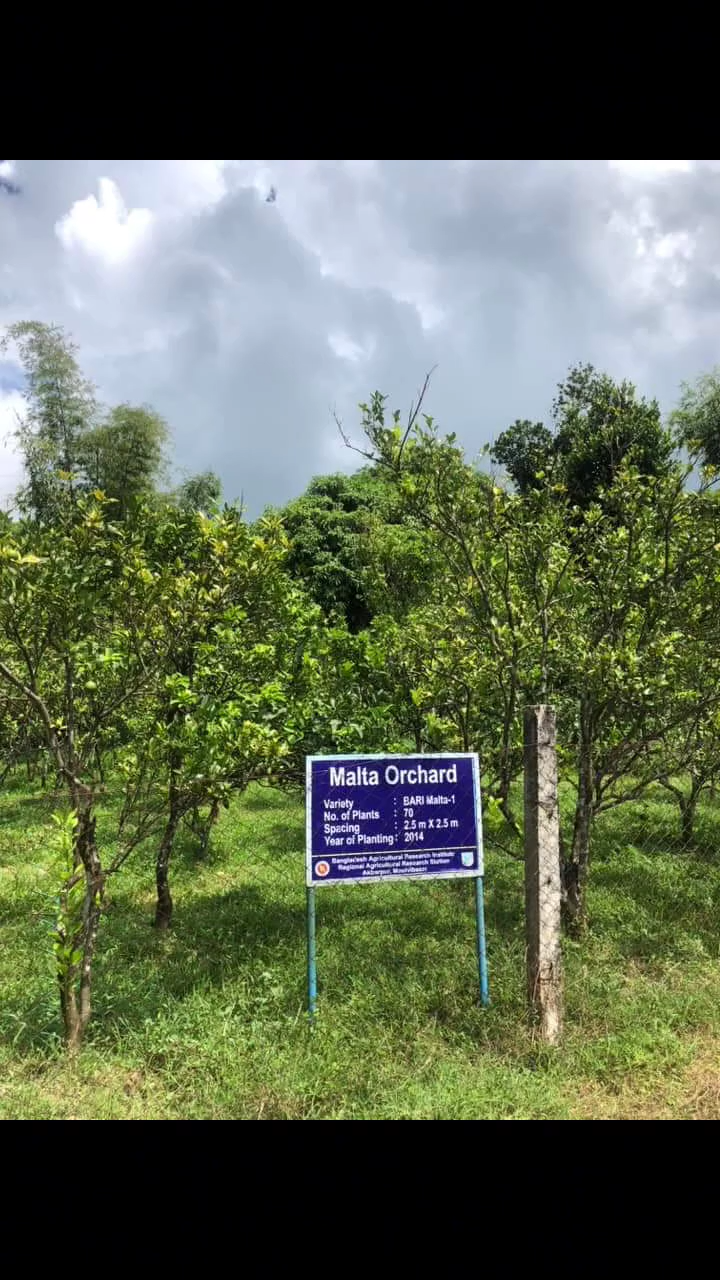 Malta Orchard
Variety : BARI Malta-1
No. of Plants : 70
Spacing : 2.5 m X 2.5 m
Year of Planting : 2014
Bangladesh Agricultural Research Institute
Regional Agricultural Research Station
Akbarpur, Moulvibazar